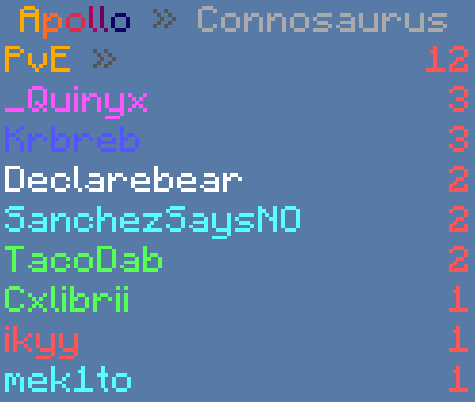 Apollo » Connosaurus
PvE » 12
_Quinyx 3
Krbreb 3
Declarebear 2
SanchezSaysNO 2
TacoDab 2
Cxlibrii 1
ikyy 1
mek1to 1